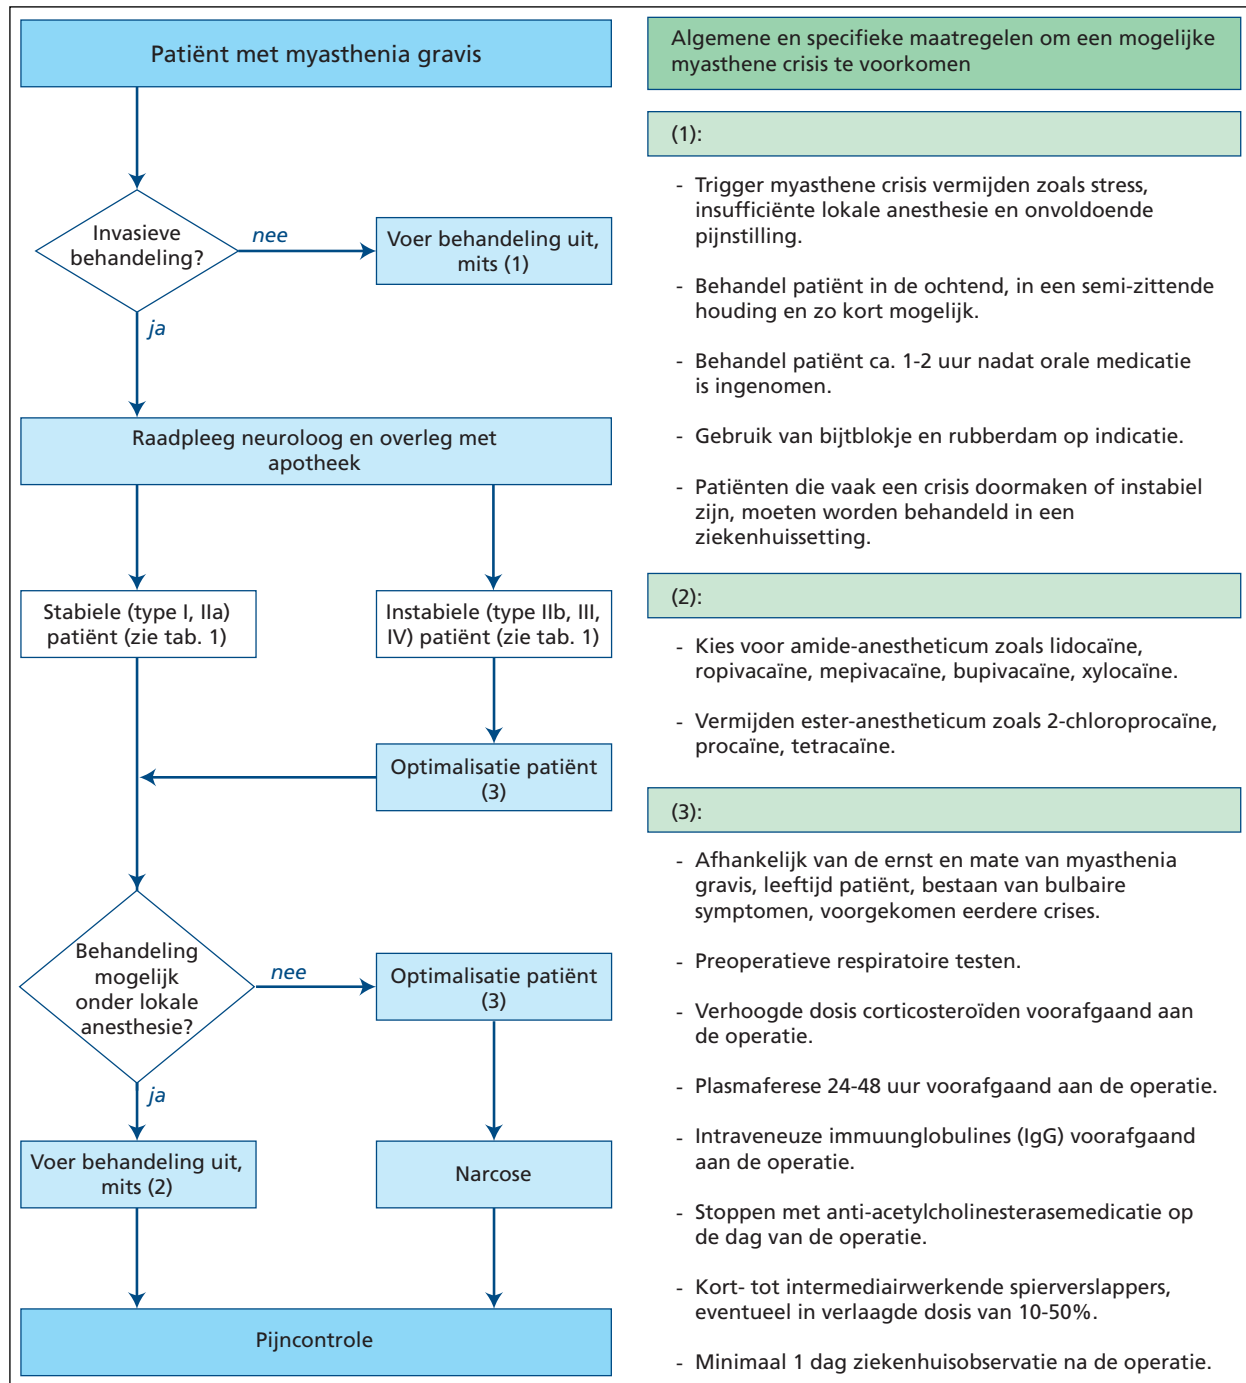 Patiënt met myasthenia gravis
Invasieve
behandeling?
nee
Voer behandeling uit,
mits (1)
ja
Raadpleeg neuroloog en overleg met
apotheek
Stabiele (type I, IIa)
patiënt (zie tab. 1)
Instabiele (type IIb, III,
IV) patiënt (zie tab. 1)
Optimalisatie patiënt
(3)
Behandeling
mogelijk
onder lokale
anesthesie?
nee
Optimalisatie patiënt
(3)
ja
Voer behandeling uit,
mits (2)
Narcose
Pijncontrole
Algemene en specifieke maatregelen om een mogelijke
myasthene crisis te voorkomen
(1):
- Trigger myasthene crisis vermijden zoals stress,
insufficiënte lokale anesthesie en onvoldoende
pijnstilling.
- Behandel patiënt in de ochtend, in een semi-zittende
houding en zo kort mogelijk.
- Behandel patiënt ca. 1-2 uur nadat orale medicatie
is ingenomen.
- Gebruik van bijtblokje en rubberdam op indicatie.
- Patiënten die vaak een crisis doormaken of instabiel
zijn, moeten worden behandeld in een
ziekenhuissetting.
(2):
- Kies voor amide-anestheticum zoals lidocaïne,
ropivacaïne, mepivacaïne, bupivacaïne, xylocaïne.
- Vermijden ester-anestheticum zoals 2-chloroprocaïne,
procaïne, tetracaïne.
(3):
- Afhankelijk van de ernst en mate van myasthenia
gravis, leeftijd patiënt, bestaan van bulbaire
symptomen, voorgekomen eerdere crises.
- Preoperatieve respiratoire testen.
- Verhoogde dosis corticosteroïden voorafgaand aan
de operatie.
- Plasmaferese 24-48 uur voorafgaand aan de operatie.
- Intraveneuze immuunglobulines (IgG) voorafgaand
aan de operatie.
- Stoppen met anti-acetylcholinesterasemedicatie op
de dag van de operatie.
- Kort- tot intermediairwerkende spierverslappers,
eventueel in verlaagde dosis van 10-50%.
- Minimaal 1 dag ziekenhuisobservatie na de operatie.